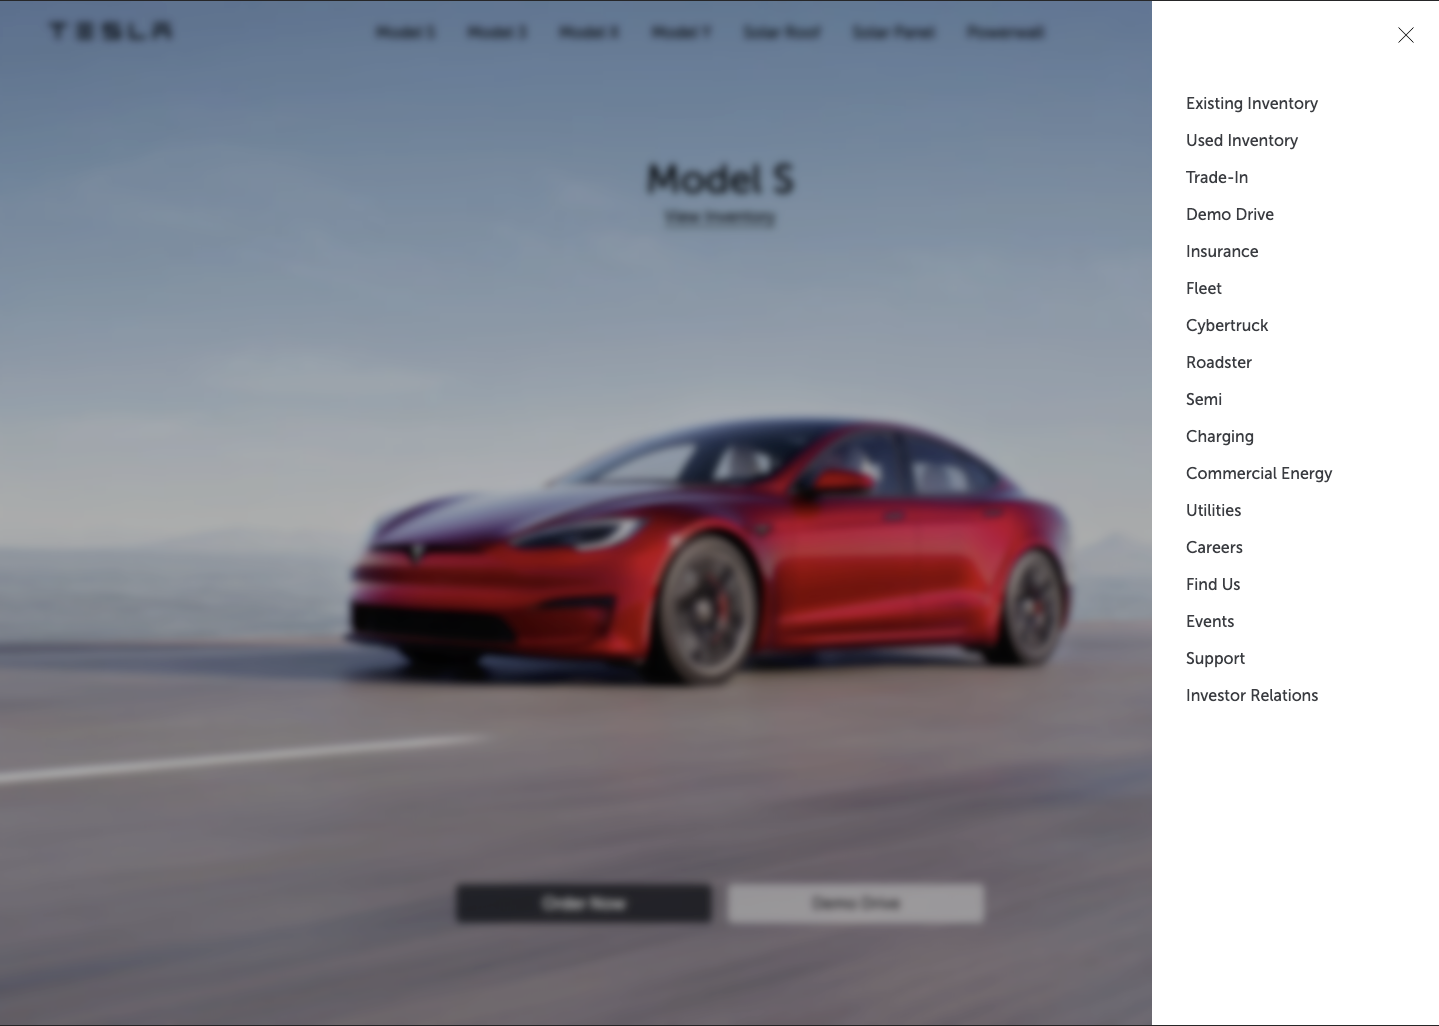 TESLA
Model S Model 3 Model X Model Y Solar Roof Solar Panel Powerwall
Model S
View Inventory
Order Now
Demo Drive
Existing Inventory
Used Inventory
Trade-In
Demo Drive
Insurance
Fleet
Cybertruck
Roadster
Semi
Charging
Commercial Energy
Utilities
Careers
Find Us
Events
Support
Investor Relations